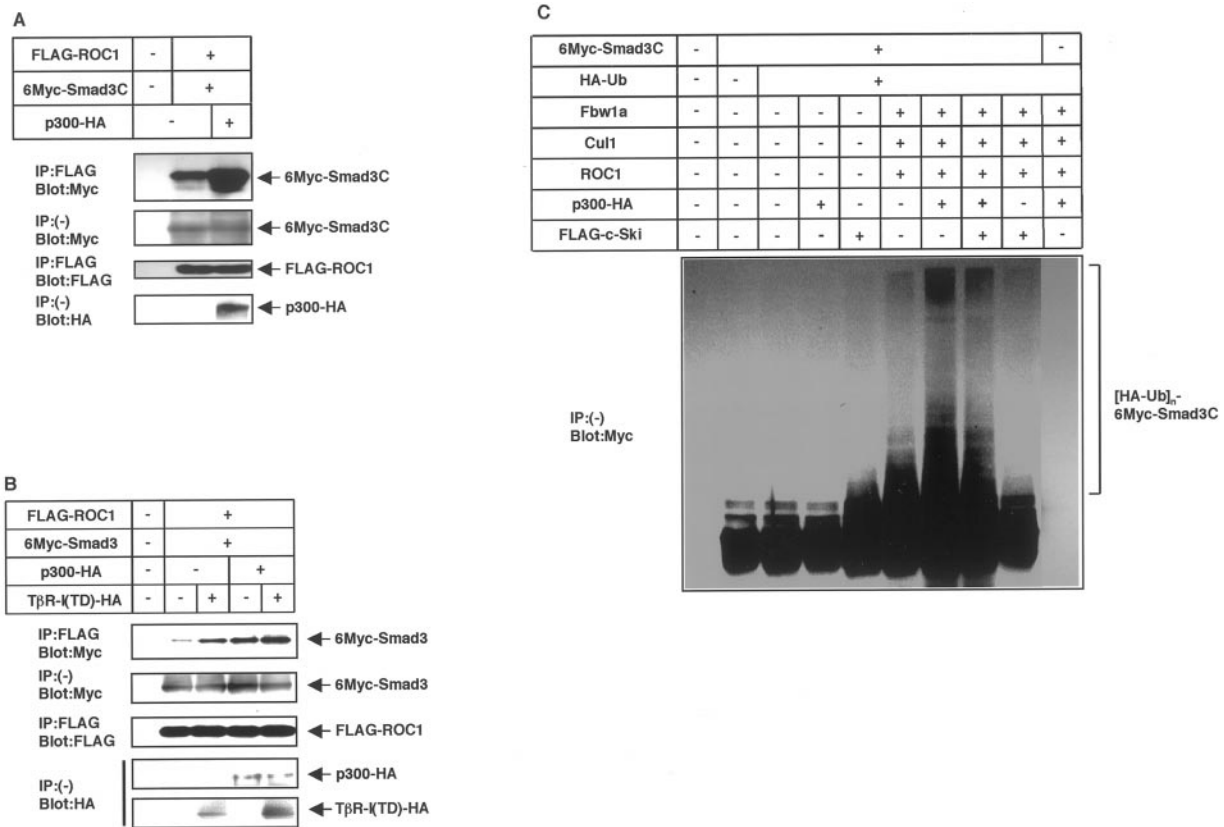 A
FLAG-ROC1 - +
6Myc-Smad3C - +
p300-HA - +
IP:FLAG
Blot:Myc
6Myc-Smad3C
IP:(-)
Blot:Myc
6Myc-Smad3C
IP:FLAG
Blot:FLAG
FLAG-ROC1
IP:(-)
Blot:HA
p300-HA
B
FLAG-ROC1 - +
6Myc-Smad3 - +
p300-HA - - +
TβR-I(TD)-HA - - + - +
IP:FLAG
Blot:Myc
6Myc-Smad3
IP:(-)
Blot:Myc
6Myc-Smad3
IP:FLAG
Blot:FLAG
FLAG-ROC1
IP:(-)
Blot:HA
p300-HA
TβR-I(TD)-HA
C
6Myc-Smad3C - + -
HA-Ub - - +
Fbw1a - - - - - + + + + +
Cul1 - - - - - + + + + +
ROC1 - - - - - + + + + +
p300-HA - - - + - - + + - +
FLAG-c-Ski - - - - + - - + + -
IP:(-)
Blot:Myc
[HA-Ub]n-
6Myc-Smad3C